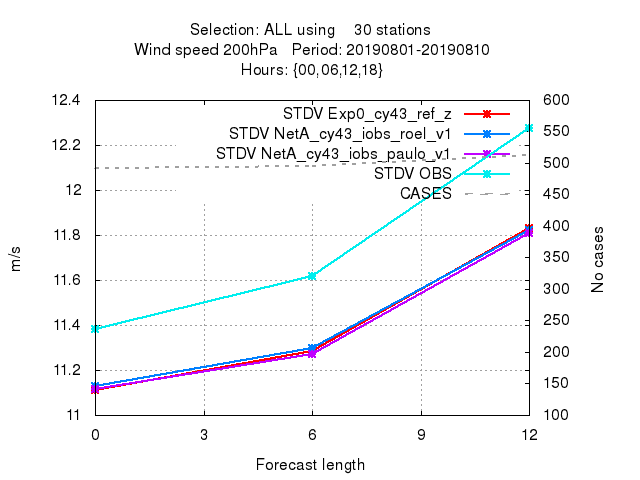 Selection: ALL using 30 stations
Wind speed 200hPa Period: 20190801-20190810
Hours: {00,06,12,18}
12.4
12.2
12
11.8
11.6
11.4
11.2
11
600
550
500
450
400
350
300
250
200
150
100
STDV Exp0_cy43_ref_z
STDV NetA_cy43_iobs_roel_v1
STDV NetA_cy43_iobs_paulo_v1
STDV OBS
CASES
m/s
No cases
0 3 6 9 12
Forecast length